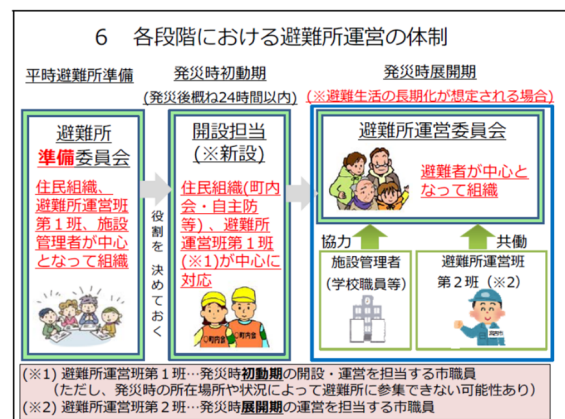 6 各段階における避難所運営の体制
平時避難所準備
避難所
準備委員会
住民組織、
避難所運営班
第1班、施設
管理者が中心
となって組織
役割を 決めておく
発災時初動期
(発災後概ね24時間以内)
開設担当
(※新設)
住民組織(町内
会・自主防
等) 、避難所
運営班第1班
(※1)が中心に
対応
町内会
町内会
発災時展開期
(※避難生活の長期化が想定される場合)
避難所運営委員会
避難者が中心と
なって組織
協力
共働
施設管理者
(学校職員等)
避難所運営班
第2班(※2)
(※1) 避難所運営班第1班…発災時初動期の開設・運営を担当する市職員
(ただし、発災時の所在場所や状況によって避難所に参集できない可能性あり)
(※2) 避難所運営班第2班…発災時展開期の運営を担当する市職員